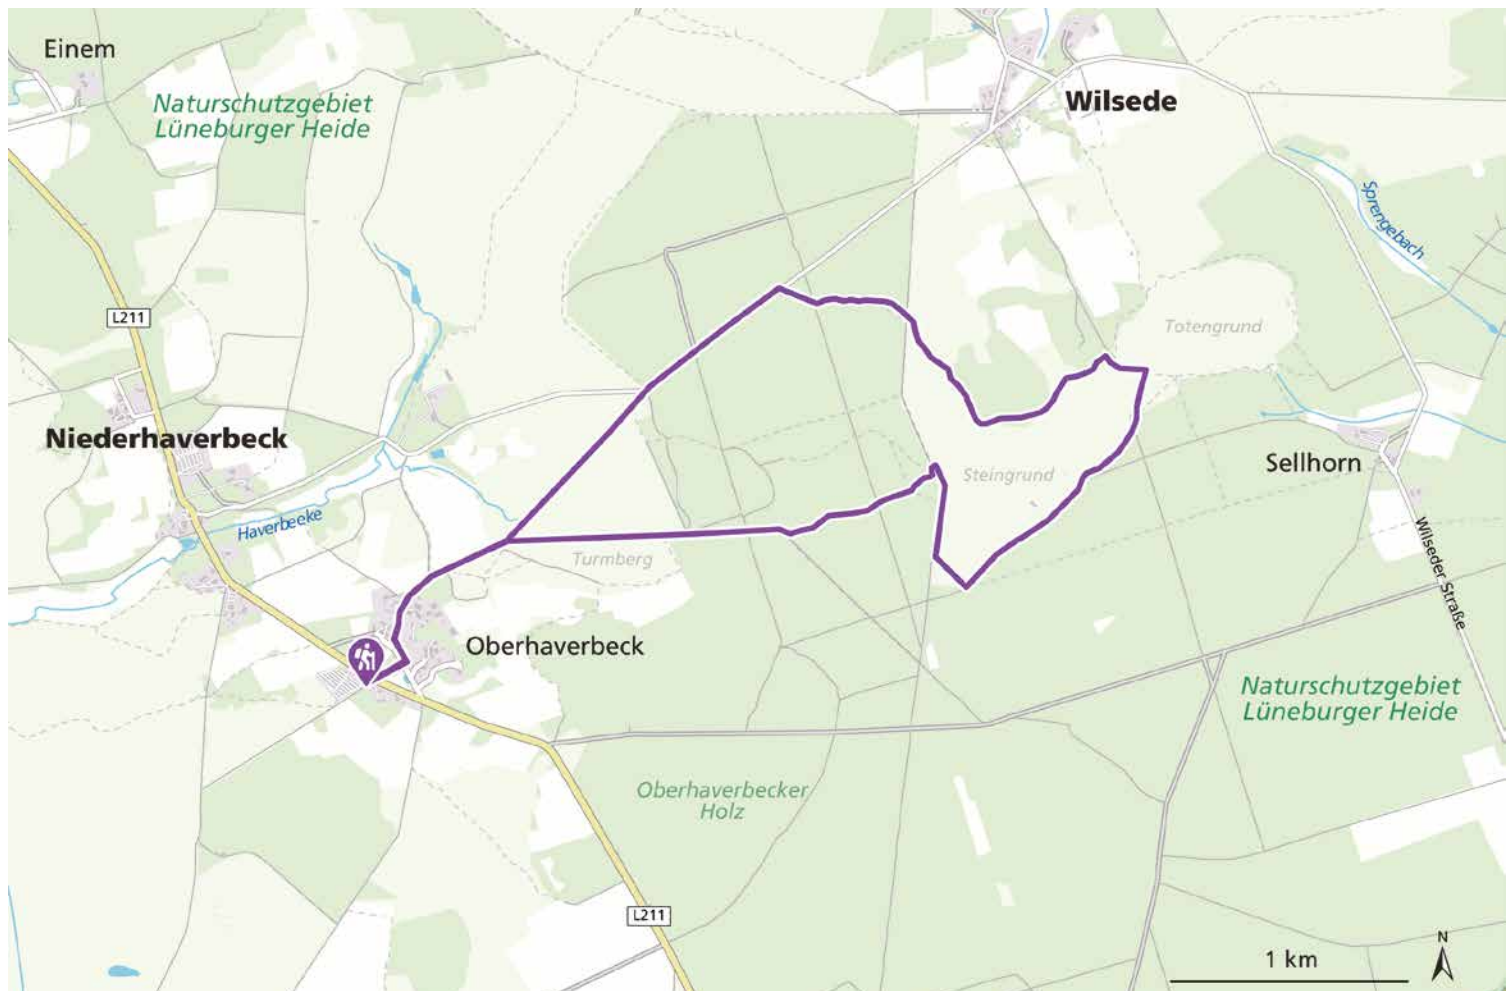 Einem
Naturschutzgebiet
Lüneburger Heide
Wilsede
Sprengebach
L211
Totengrund
Niederhaverbeck
Sellhorn
Steingrund
Haverbeeke
Turmberg
Wilseder Straße
Oberhaverbeck
Naturschutzgebiet
Lüneburger Heide
Oberhaverbecker
Holz
L211
N
1 km